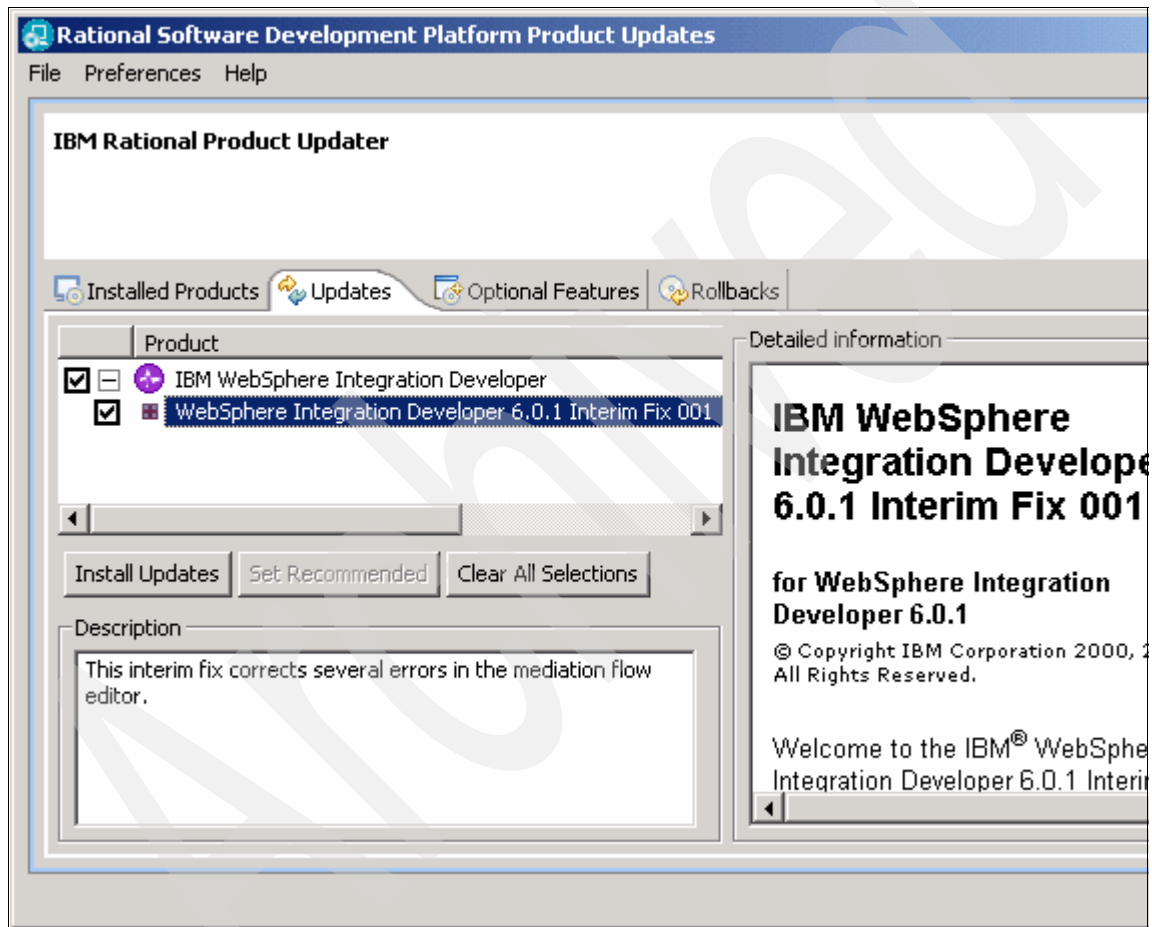 Rational Software Development Platform Product Updates
File Preferences Help
IBM Rational Product Updater
Installed Products Updates Optional Features Rollbacks
Product
IBM WebSphere Integration Developer
WebSphere Integration Developer 6.0.1 Interim Fix 001
Install Updates Set Recommended Clear All Selections
Description
This interim fix corrects several errors in the mediation flow
editor.
Detailed information
IBM WebSphere
Integration Develope
6.0.1 Interim Fix 001
for WebSphere Integration
Developer 6.0.1
© Copyright IBM Corporation 2000, 2
All Rights Reserved.
Welcome to the IBM® WebSphe
Integration Developer 6.0.1 Interi
Archived